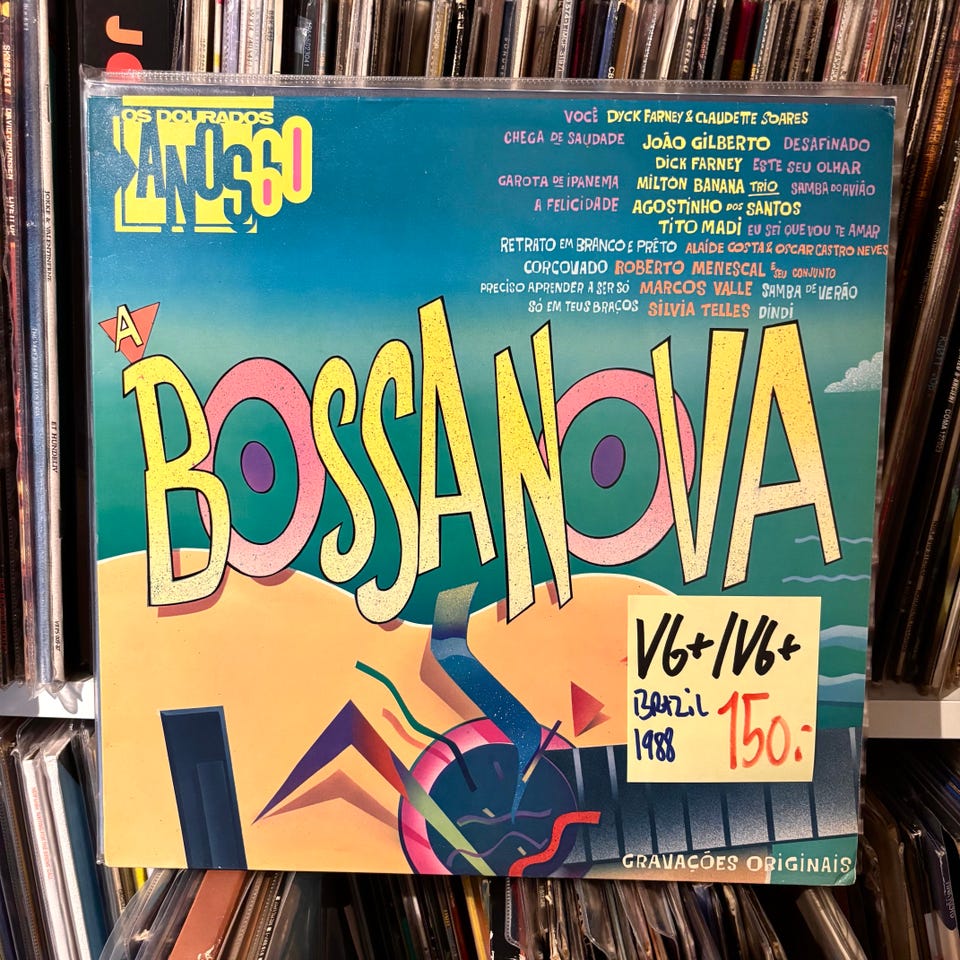 OS DOURADOS
ANOS 60
VOCÊ DYCK FARNEY & CLAUDETTE SOARES
CHEGA DE SAUDADE JOÃO GILBERTO DESAFINADO
DICK FARNEY ESTE SEU OLHAR
GAROTA DE IPANEMA MILTON BANANA TRIO SAMBA DO AVIÃO
A FELICIDADE AGOSTINHO DOS SANTOS
TITO MADI EU SEI QUE VOU TE AMAR
RETRATO EM BRANCO E PRÊTO ALAÍDE COSTA & OSCAR CASTRO NEVES
CORCOVADO ROBERTO MENESCAL E SEU CONJUNTO
PRECISO APRENDER A SER SÓ MARCOS VALLE SAMBA DE VERÃO
SÓ EM TEUS BRAÇOS SILVIA TELLES DINDI
A
BOSSA NOVA
VG+/VG+
BRAZIL
1988
150:-
GRAVAÇÕES ORIGINAIS